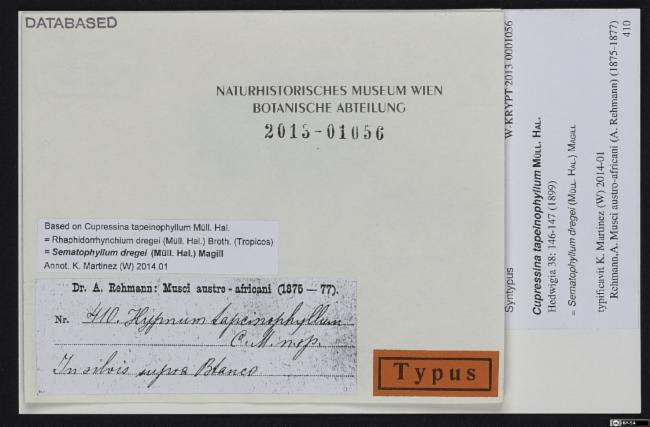 DATABASED
NATURHISTORISCHES MUSEUM WIEN
BOTANISCHE ABTEILUNG
2013-01056
Based on Cupressina tapeinophyllum Müll. Hal.
= Rhaphidorrhynchium dregei (Müll. Hal.) Broth. (Tropicos)
= Sematophyllum dregei (Müll. Hal.) Magill
Annot. K. Martinez (W) 2014.01
Dr. A. Rehmann: Musci austro-africani (1875 — 77).
Nr. 410. Hypnum tapeinophyllum
C. M. n. sp.
In silvis supra Blanco
Typus
Syntypus
W-KRYPT 2013-0001056
Cupressina tapeinophyllum MÜLL. HAL.
Hedwigia 38: 146-147 (1899)
= Sematophyllum dregei (MÜLL. HAL.) MAGILL
typificavit K. Martinez (W) 2014-01
Rehmann,A. Musci austro-africani (A. Rehmann) (1875-1877)
410